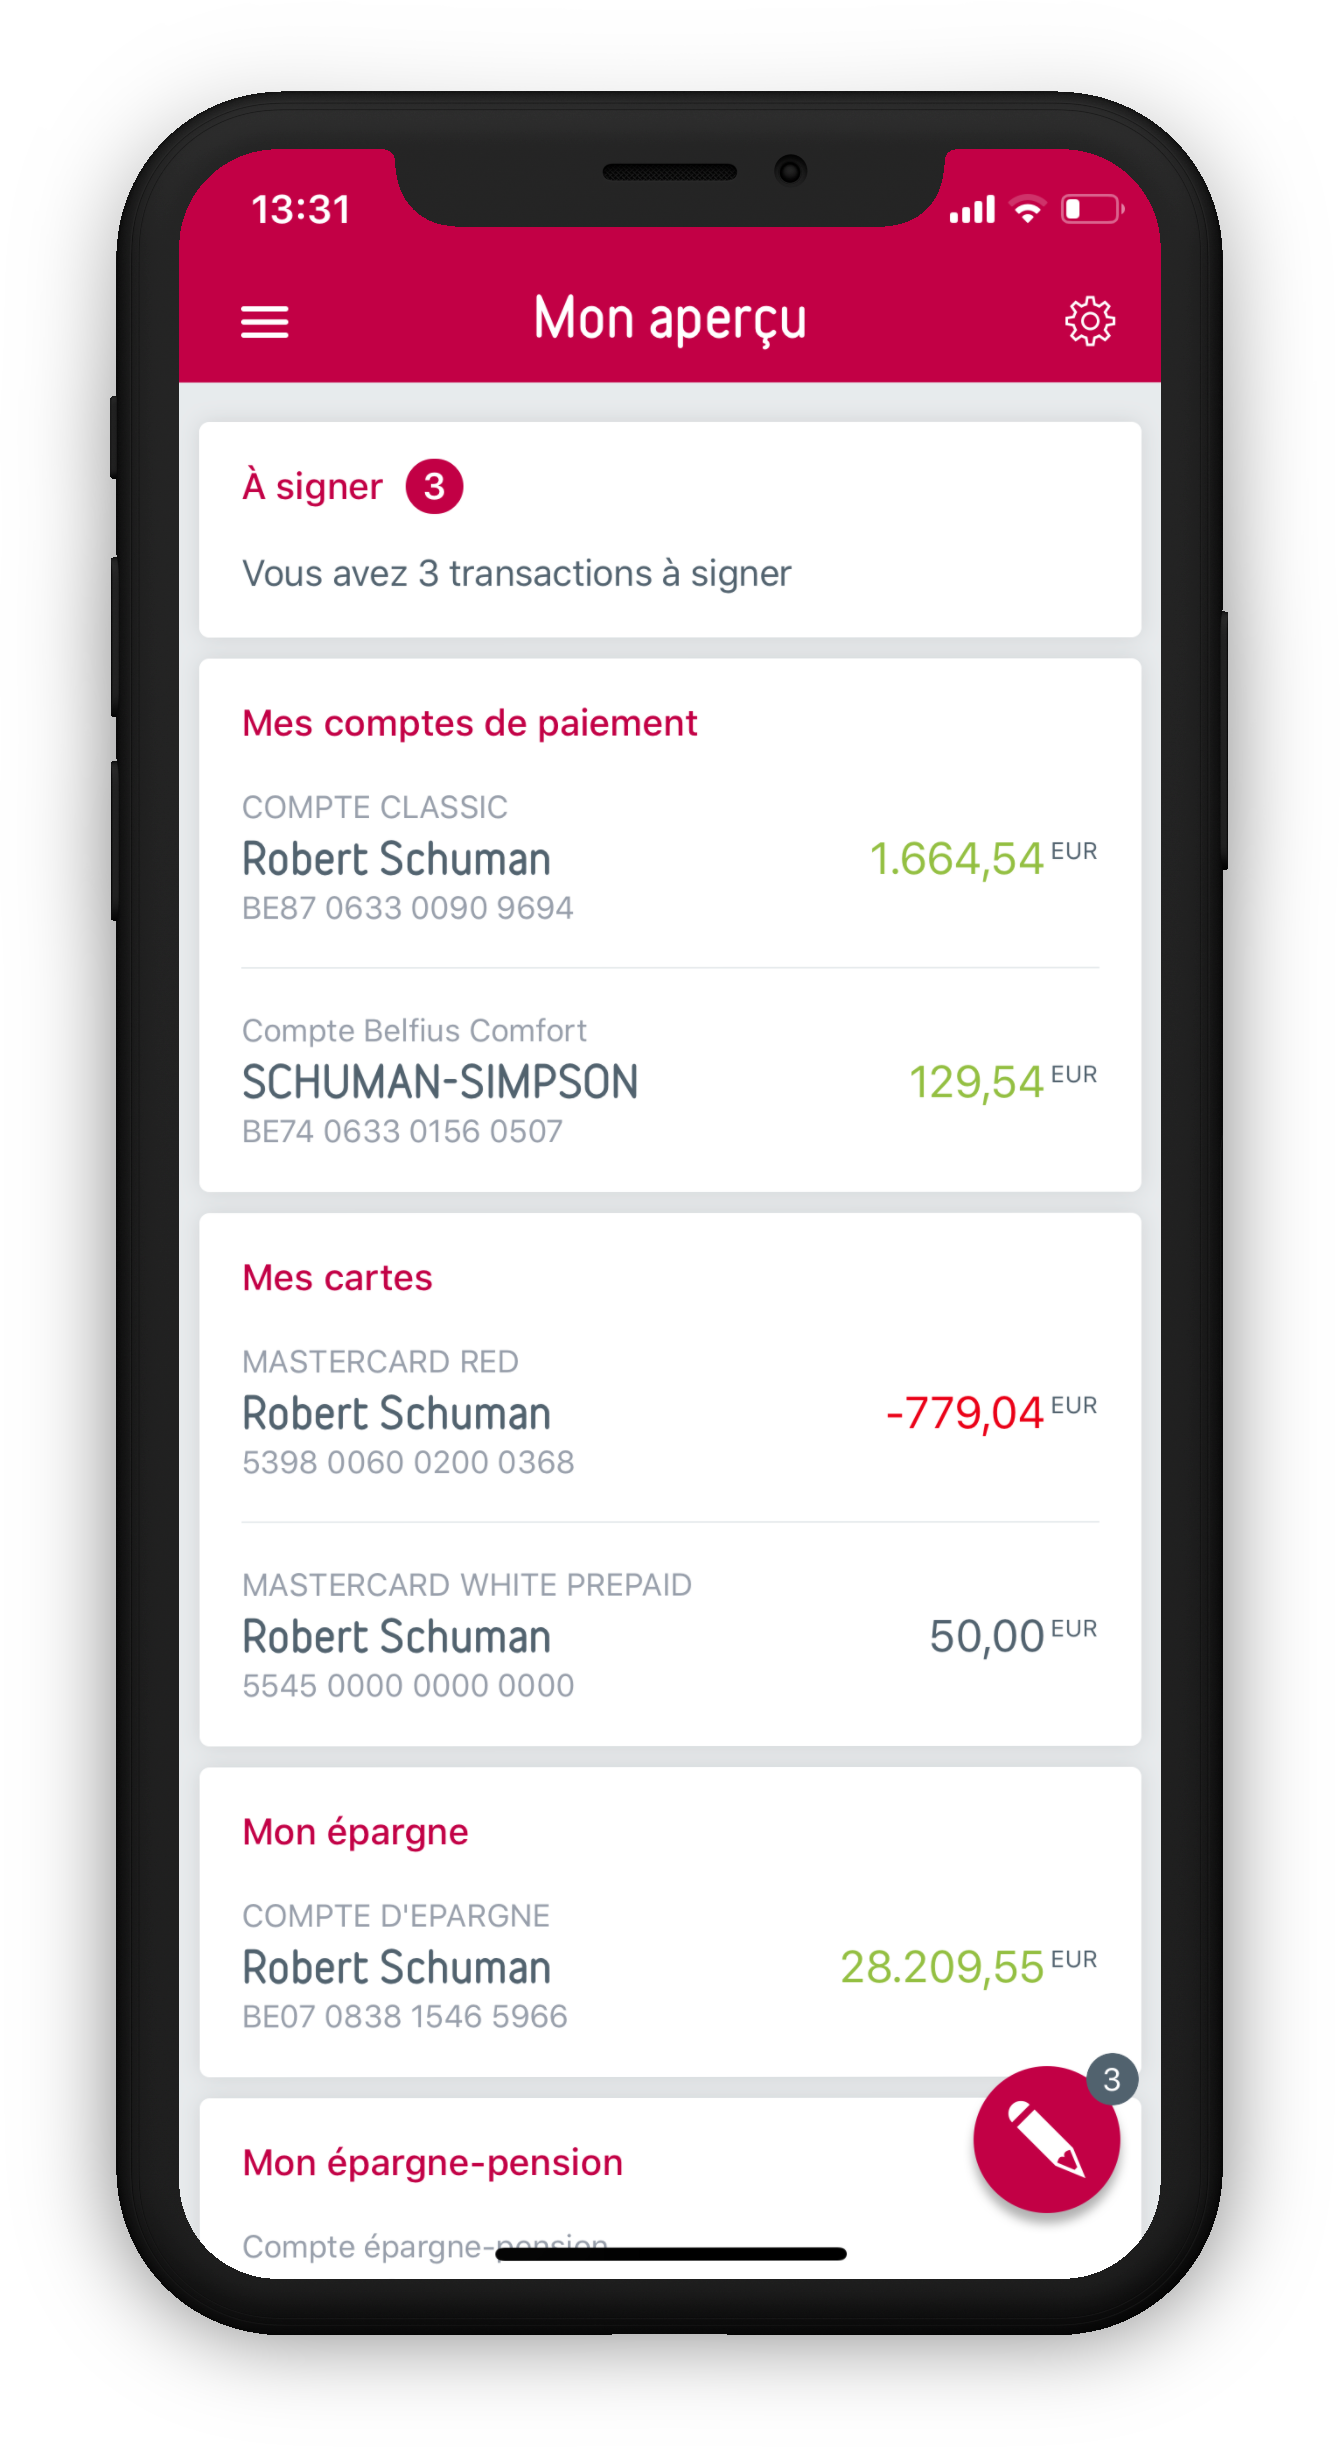 13:31
Mon aperçu
À signer 3
Vous avez 3 transactions à signer
Mes comptes de paiement
COMPTE CLASSIC
Robert Schuman 1.664,54 EUR
BE87 0633 0090 9694
Compte Belfius Comfort
SCHUMAN-SIMPSON 129,54 EUR
BE74 0633 0156 0507
Mes cartes
MASTERCARD RED
Robert Schuman -779,04 EUR
5398 0060 0200 0368
MASTERCARD WHITE PREPAID
Robert Schuman 50,00 EUR
5545 0000 0000 0000
Mon épargne
COMPTE D'EPARGNE
Robert Schuman 28.209,55 EUR
BE07 0838 1546 5966
3
Mon épargne-pension
Compte épargne-pension